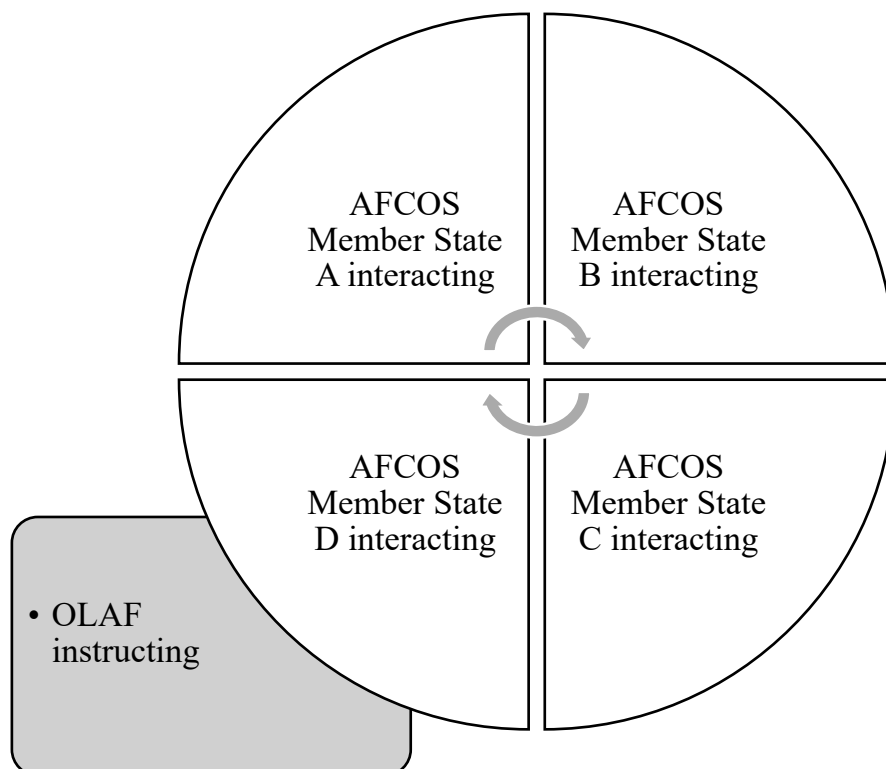 AFCOS
Member State
A interacting
AFCOS
Member State
B interacting
AFCOS
Member State
D interacting
AFCOS
Member State
C interacting
• OLAF
instructing